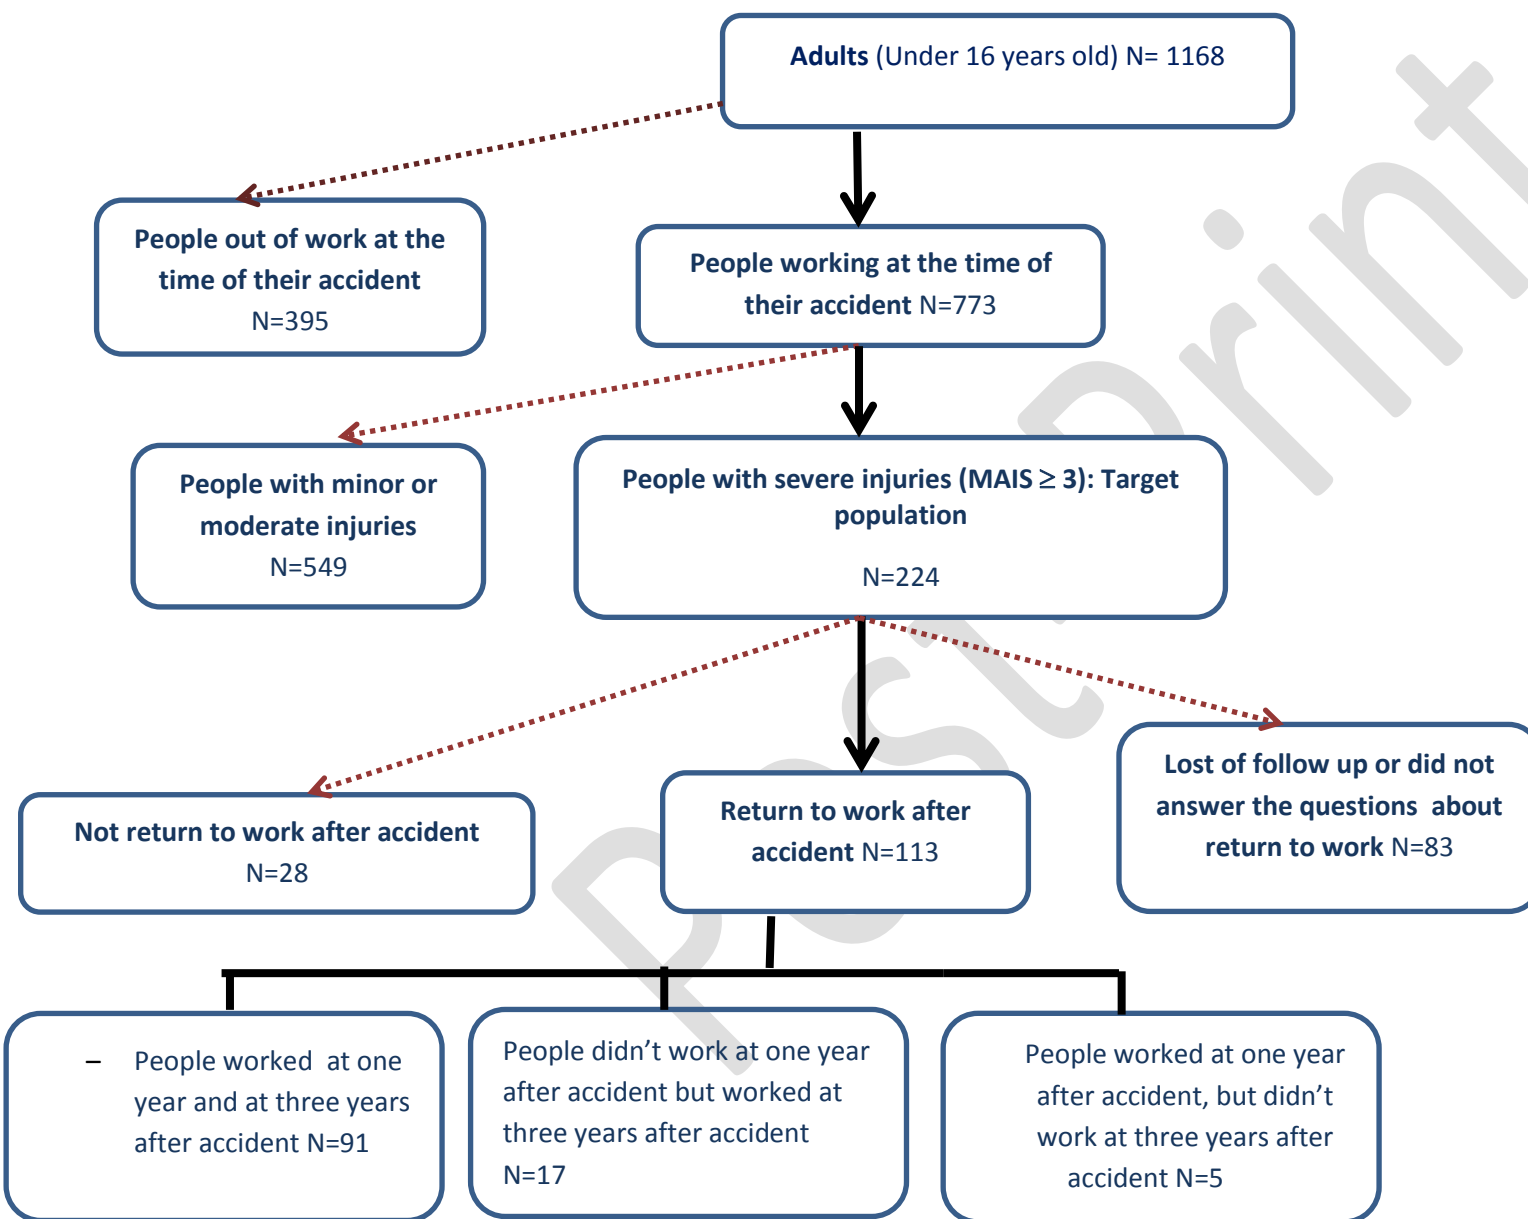 Adults (Under 16 years old) N= 1168
People out of work at the
time of their accident
N=395
People working at the time of
their accident N=773
People with minor or
moderate injuries
N=549
People with severe injuries (MAIS ≥ 3): Target
population
N=224
Not return to work after accident
N=28
Return to work after
accident N=113
Lost of follow up or did not
answer the questions about
return to work N=83
– People worked at one
year and at three years
after accident N=91
People didn’t work at one year
after accident but worked at
three years after accident
N=17
People worked at one year
after accident, but didn’t
work at three years after
accident N=5
Post-Print